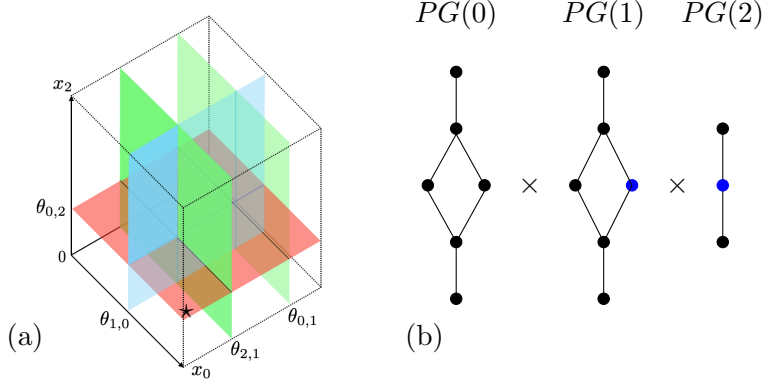 PG(0) PG(1) PG(2)
x₂
θ₀,₂
0
θ₁,₀
θ₀,₁
θ₂,₁
x₀
× ×
(a) (b)